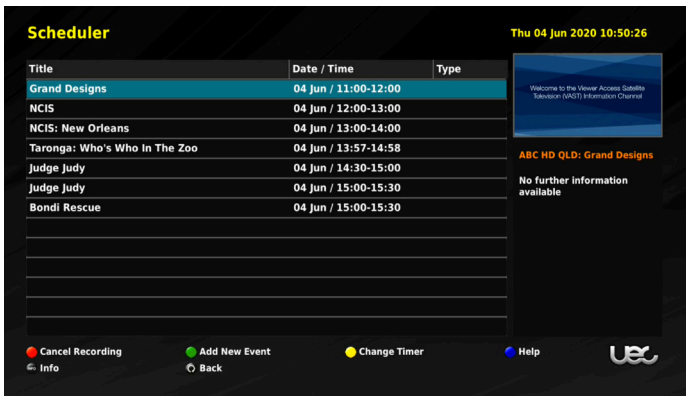 Scheduler
Thu 04 Jun 2020 10:50:26
Title Date / Time Type
Grand Designs 04 Jun / 11:00-12:00
NCIS 04 Jun / 12:00-13:00
NCIS: New Orleans 04 Jun / 13:00-14:00
Taronga: Who's Who In The Zoo 04 Jun / 13:57-14:58
Judge Judy 04 Jun / 14:30-15:00
Judge Judy 04 Jun / 15:00-15:30
Bondi Rescue 04 Jun / 15:00-15:30
Welcome to the Viewer Access Satellite
Television (VAST) Information Channel
ABC HD QLD: Grand Designs
No further information
available
Cancel Recording Add New Event Change Timer Help
Info Back
UEC